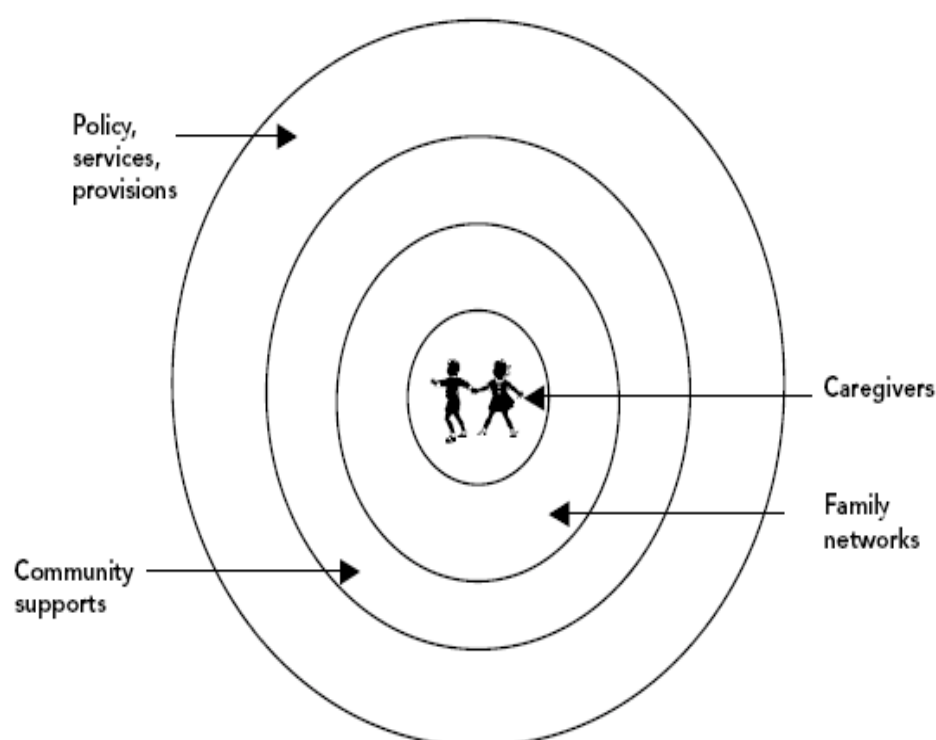 Policy,
services,
provisions
Caregivers
Family
networks
Community
supports